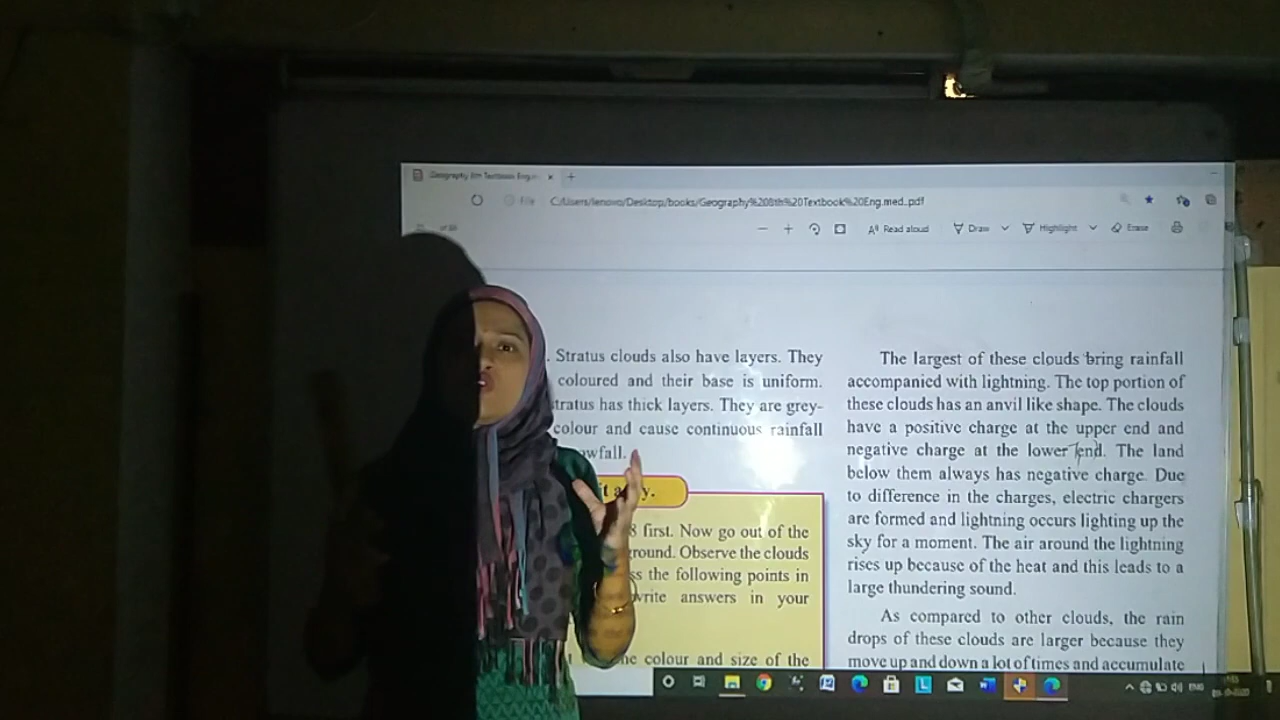 Geography 8th Textbook Eng.m
C:/Users/lenovo/Desktop/books/Geography%208th%20Textbook%20Eng.med..pdf
Read aloud
Draw
Highlight
Erase
. Stratus clouds also have layers. They
coloured and their base is uniform.
stratus has thick layers. They are grey-
colour and cause continuous rainfall
owfall.
8 first. Now go out of the
ground. Observe the clouds
ss the following points in
write answers in your
colour and size of the
The largest of these clouds bring rainfall
accompanied with lightning. The top portion of
these clouds has an anvil like shape. The clouds
have a positive charge at the upper end and
negative charge at the lower end. The land
below them always has negative charge. Due
to difference in the charges, electric chargers
are formed and lightning occurs lighting up the
sky for a moment. The air around the lightning
rises up because of the heat and this leads to a
large thundering sound.
As compared to other clouds, the rain
drops of these clouds are larger because they
move up and down a lot of times and accumulate
ENG